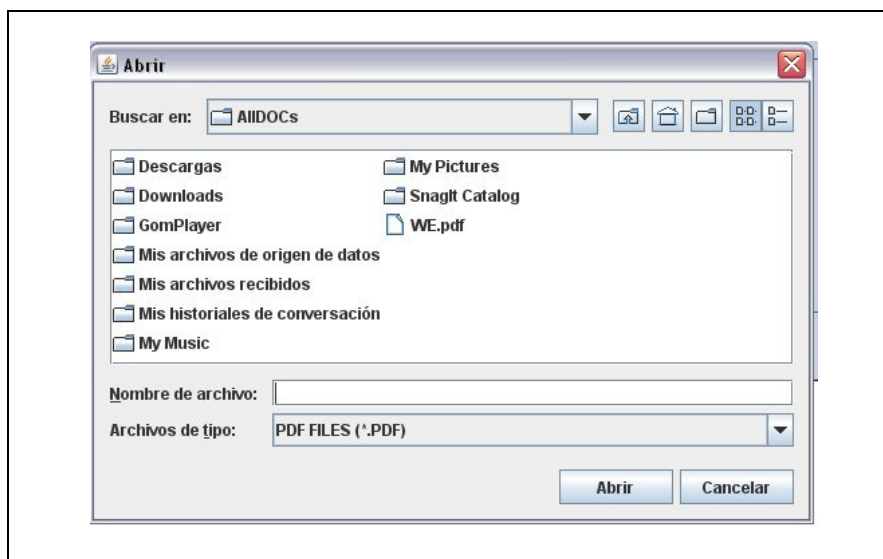 Abrir
Buscar en: AllDOCs
Descargas
Downloads
GomPlayer
Mis archivos de origen de datos
Mis archivos recibidos
Mis historiales de conversación
My Music
My Pictures
SnagIt Catalog
WE.pdf
Nombre de archivo:
Archivos de tipo: PDF FILES (*.PDF)
Abrir Cancelar